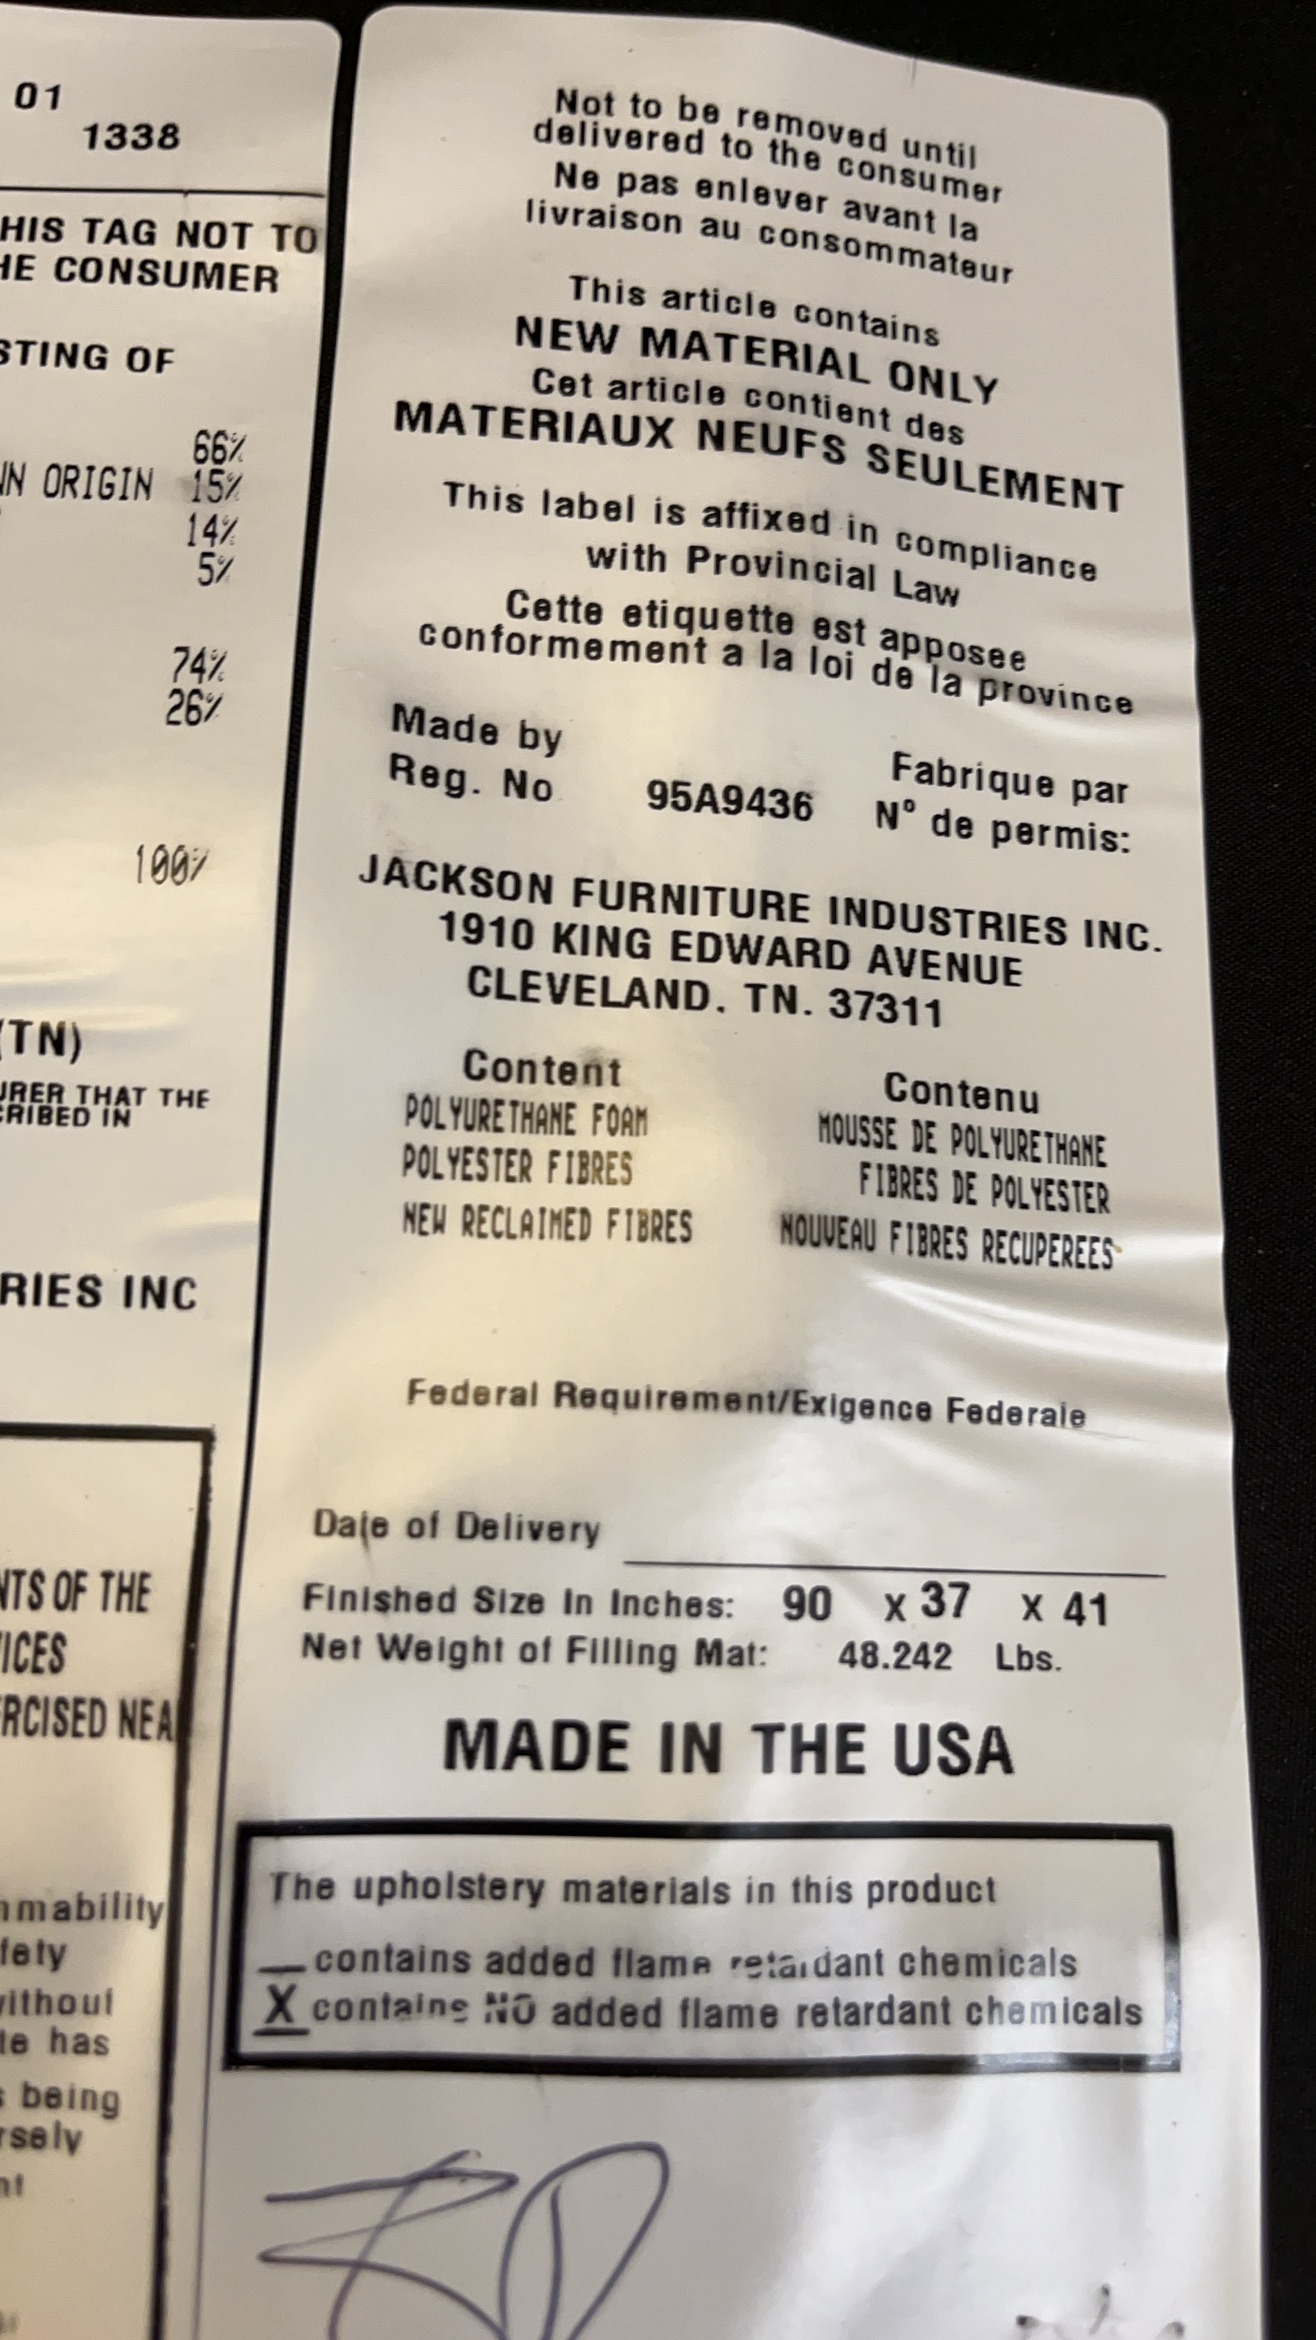 01
1338
HIS TAG NOT TO
HE CONSUMER
STING OF
66%
WN ORIGIN 15%
14%
5%
74%
26%
100%
(TN)
URER THAT THE
CRIBED IN
RIES INC
NTS OF THE
ICES
RCISED NEA
mmability
fety
without
te has
s being
rsely
nt
Not to be removed until
delivered to the consumer
Ne pas enlever avant la
livraison au consommateur
This article contains
NEW MATERIAL ONLY
Cet article contient des
MATERIAUX NEUFS SEULEMENT
This label is affixed in compliance
with Provincial Law
Cette etiquette est apposee
conformement a la loi de la province
Made by Fabrique par
Reg. No 95A9436 N° de permis:
JACKSON FURNITURE INDUSTRIES INC.
1910 KING EDWARD AVENUE
CLEVELAND. TN. 37311
Content Contenu
POLYURETHANE FOAM MOUSSE DE POLYURETHANE
POLYESTER FIBRES FIBRES DE POLYESTER
NEW RECLAIMED FIBRES NOUVEAU FIBRES RECUPEREES
Federal Requirement/Exigence Federale
Date of Delivery
Finished Size In Inches: 90 x 37 x 41
Net Weight of Filling Mat: 48.242 Lbs.
MADE IN THE USA
The upholstery materials in this product
contains added flame retardant chemicals
X contains NO added flame retardant chemicals